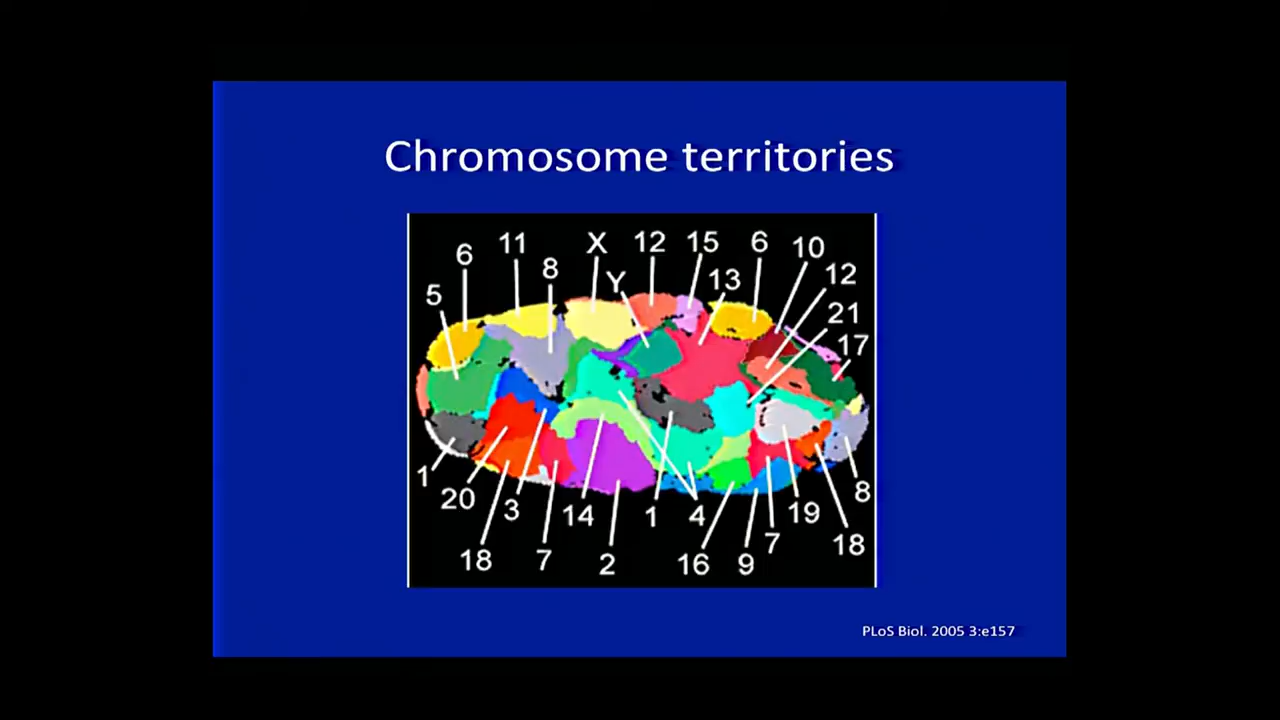 Chromosome territories
11 X 12 15 6 10
6 8 Y 13 12
5 21
17
1 20 3 14 1 4 19 8
18 7 2 16 9 7 18
PLoS Biol. 2005 3:e157